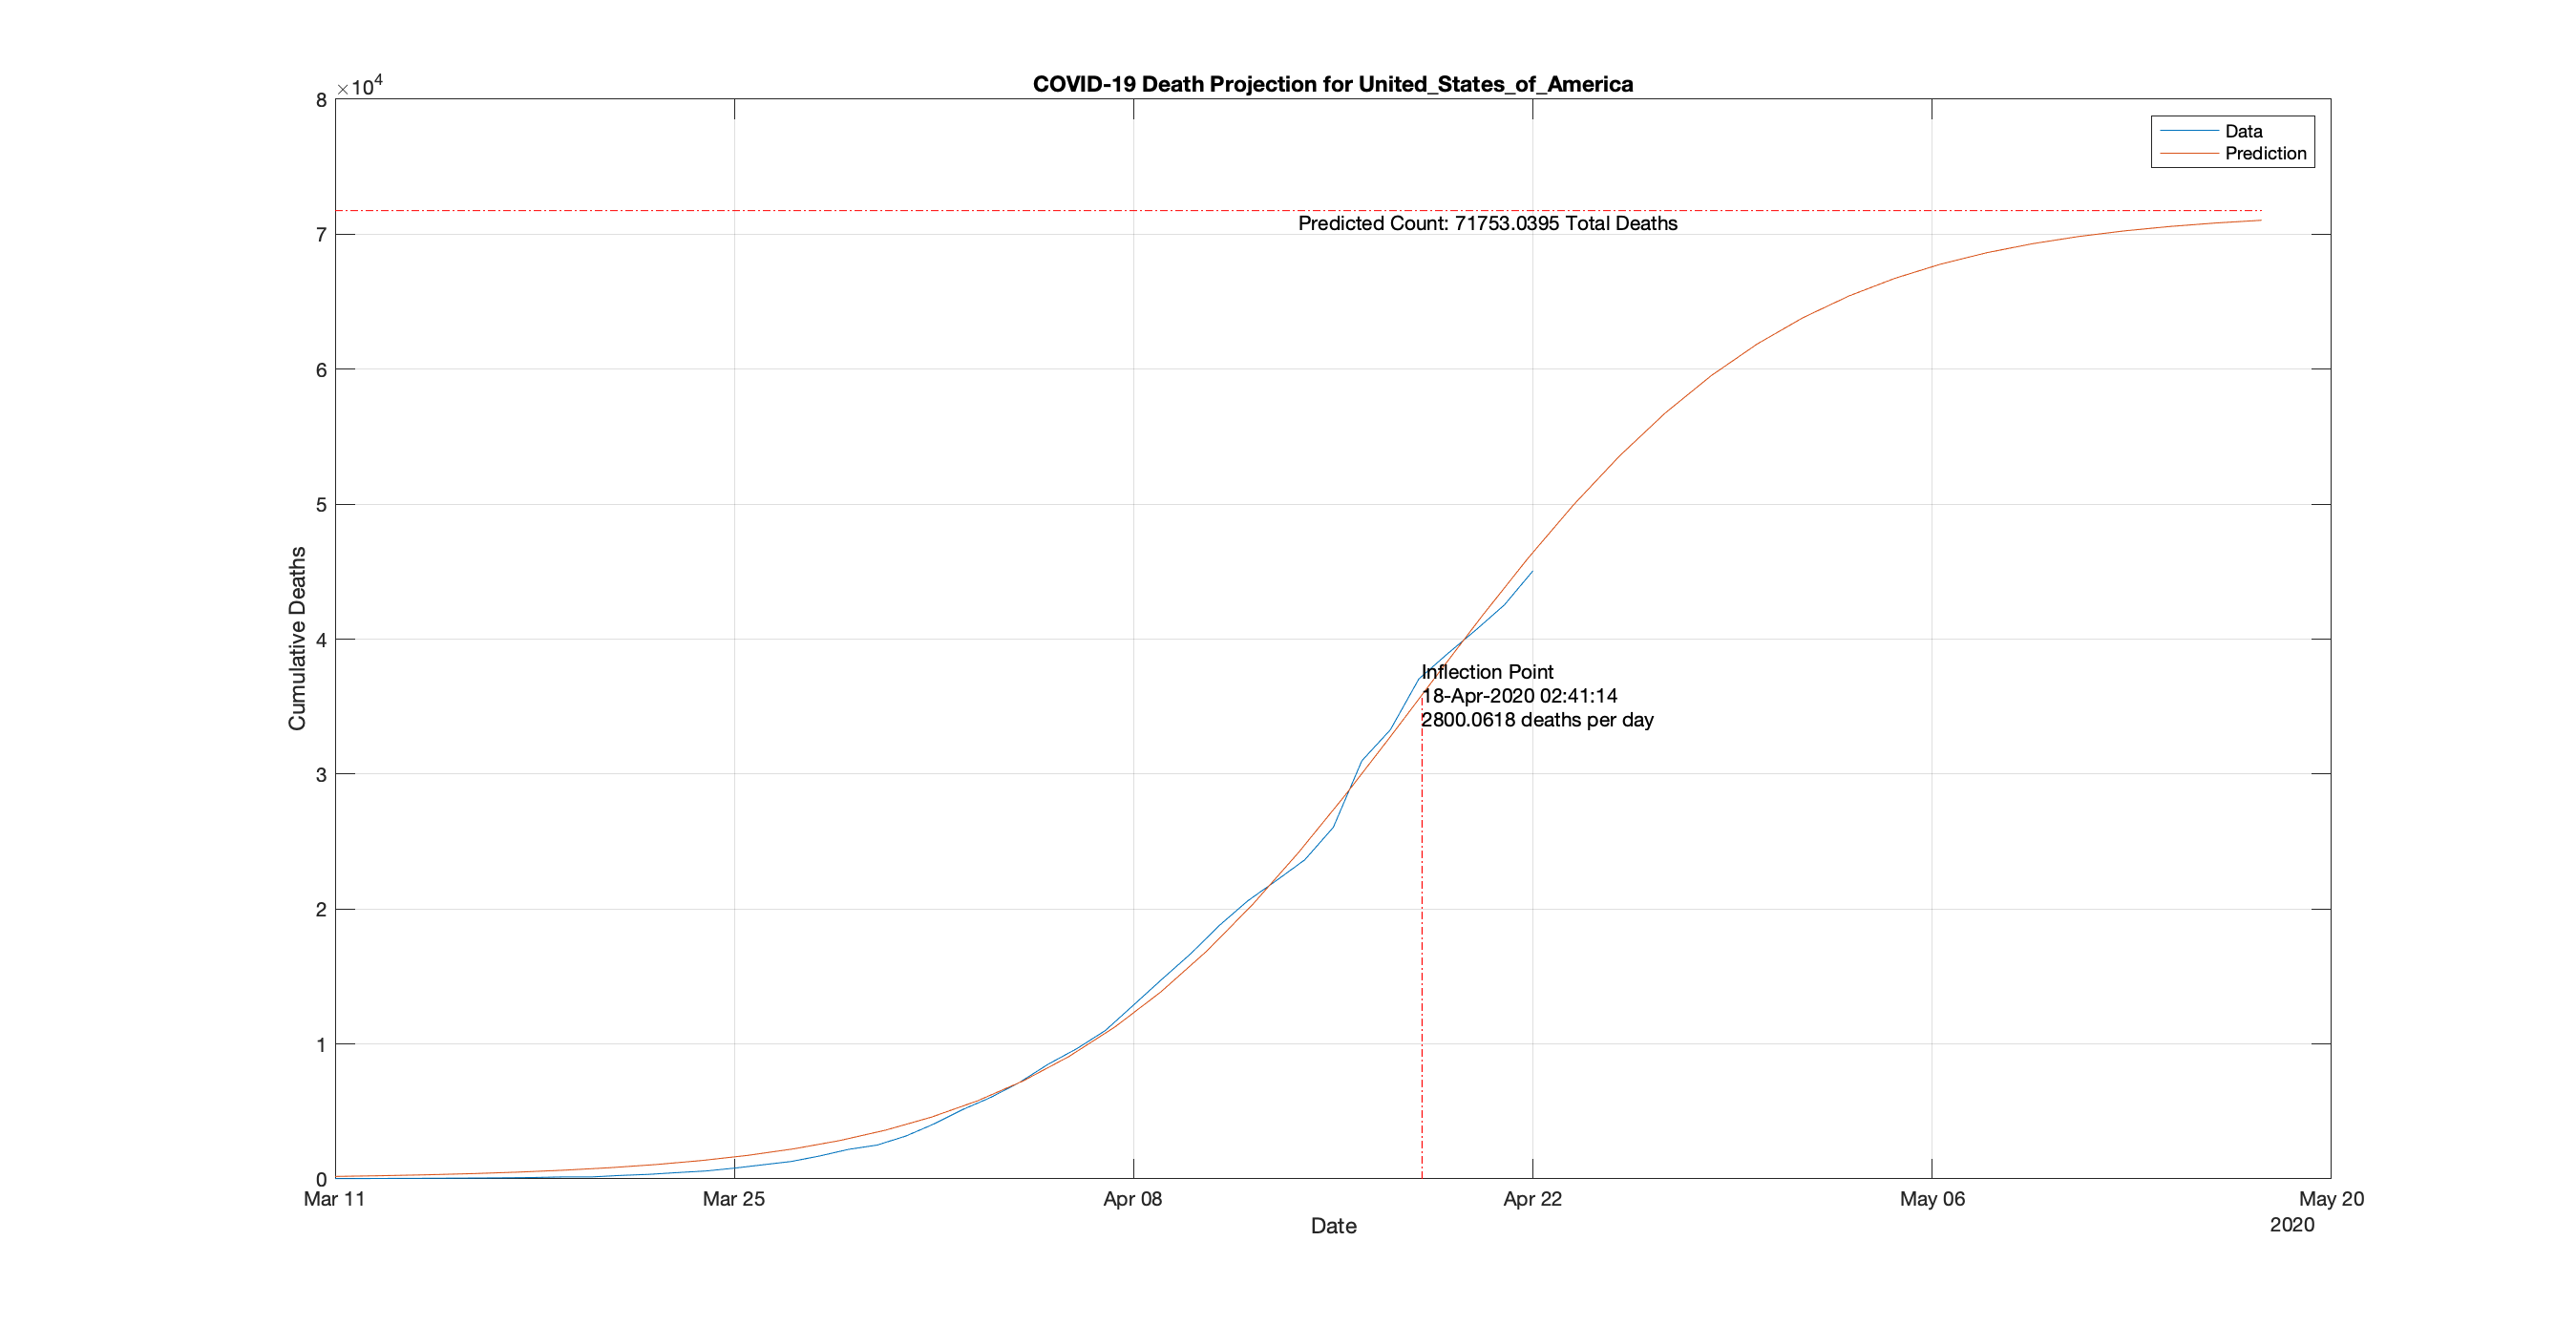 COVID-19 Death Projection for United_States_of_America
×10^4
8
7
6
5
4
3
2
1
0
Cumulative Deaths
Data
Prediction
Predicted Count: 71753.0395 Total Deaths
Inflection Point
18-Apr-2020 02:41:14
2800.0618 deaths per day
Mar 11
Mar 25
Apr 08
Apr 22
May 06
May 20
2020
Date